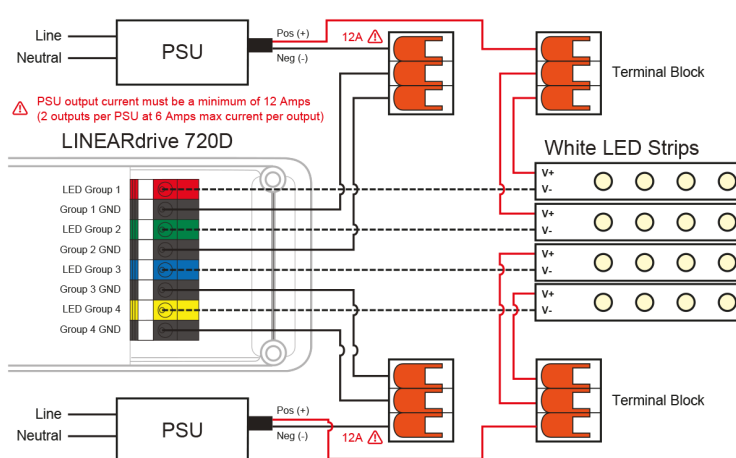 Line
Neutral
PSU
Pos (+)
Neg (-)
12A
Terminal Block
PSU output current must be a minimum of 12 Amps
(2 outputs per PSU at 6 Amps max current per output)
LINEARdrive 720D
White LED Strips
LED Group 1
Group 1 GND
LED Group 2
Group 2 GND
LED Group 3
Group 3 GND
LED Group 4
Group 4 GND
V+
V-
V+
V-
V+
V-
V+
V-
Line
Neutral
PSU
Pos (+)
Neg (-)
12A
Terminal Block